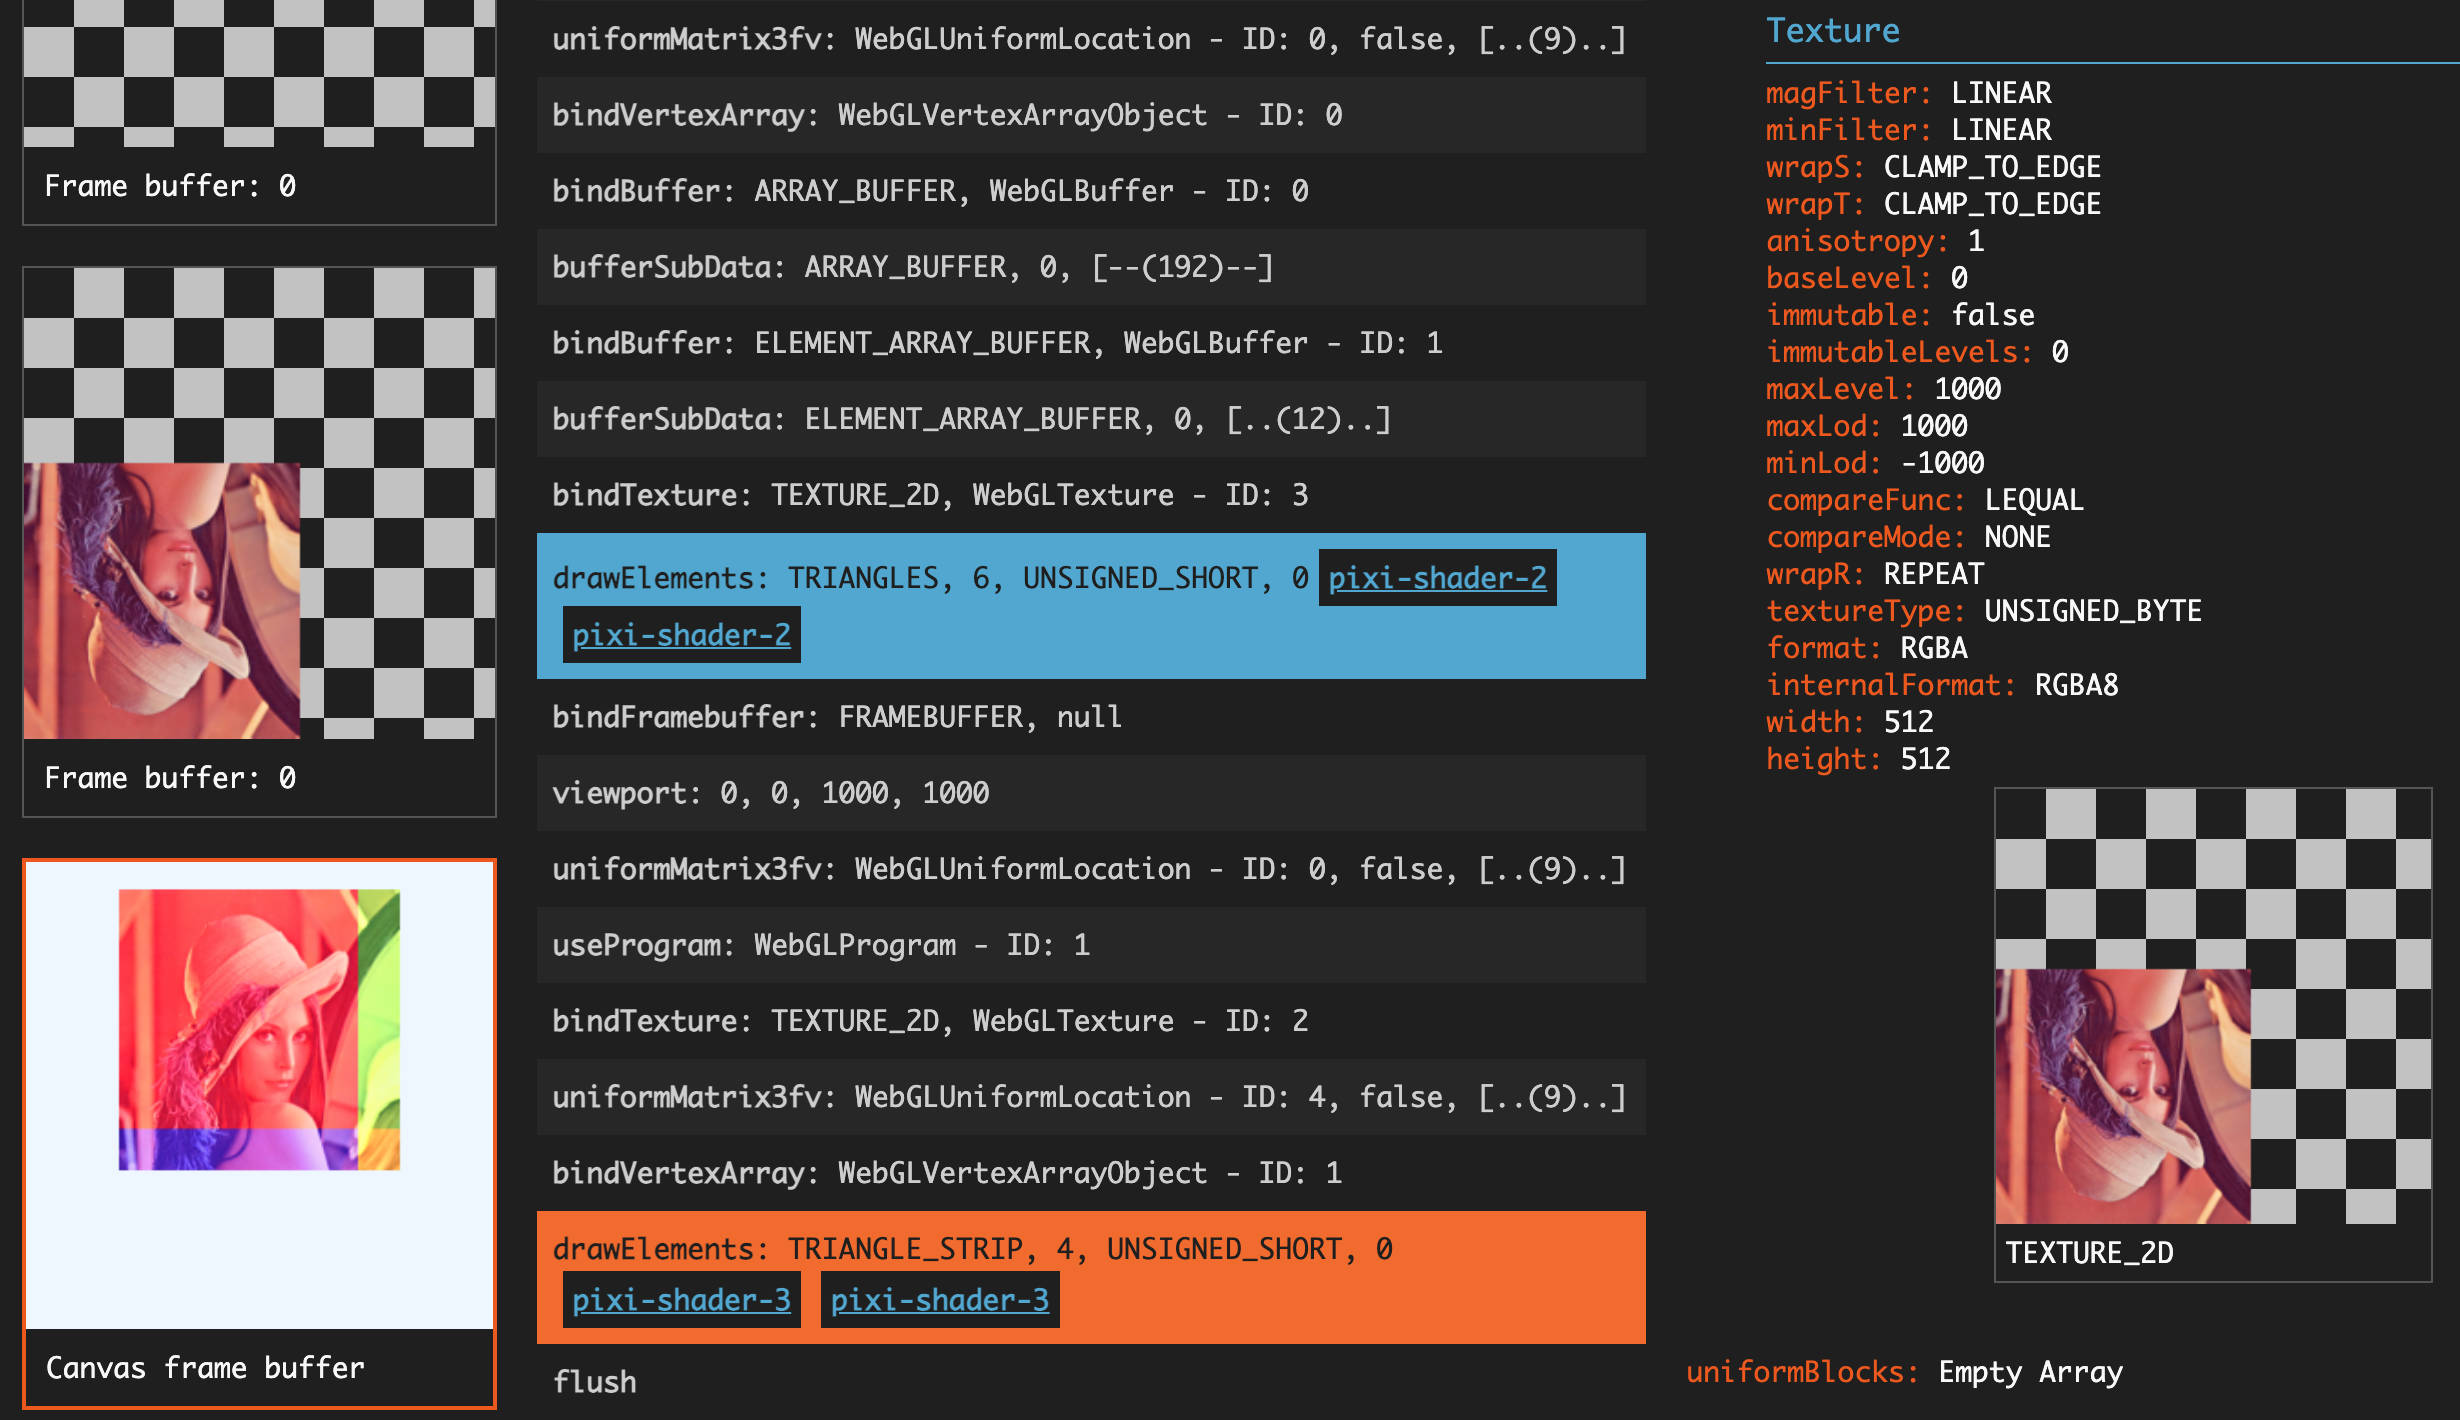 Frame buffer: 0
Frame buffer: 0
Canvas frame buffer
uniformMatrix3fv: WebGLUniformLocation - ID: 0, false, [..(9)..]
bindVertexArray: WebGLVertexArrayObject - ID: 0
bindBuffer: ARRAY_BUFFER, WebGLBuffer - ID: 0
bufferSubData: ARRAY_BUFFER, 0, [--(192)--]
bindBuffer: ELEMENT_ARRAY_BUFFER, WebGLBuffer - ID: 1
bufferSubData: ELEMENT_ARRAY_BUFFER, 0, [..(12)..]
bindTexture: TEXTURE_2D, WebGLTexture - ID: 3
drawElements: TRIANGLES, 6, UNSIGNED_SHORT, 0 pixi-shader-2
pixi-shader-2
bindFramebuffer: FRAMEBUFFER, null
viewport: 0, 0, 1000, 1000
uniformMatrix3fv: WebGLUniformLocation - ID: 0, false, [..(9)..]
useProgram: WebGLProgram - ID: 1
bindTexture: TEXTURE_2D, WebGLTexture - ID: 2
uniformMatrix3fv: WebGLUniformLocation - ID: 4, false, [..(9)..]
bindVertexArray: WebGLVertexArrayObject - ID: 1
drawElements: TRIANGLE_STRIP, 4, UNSIGNED_SHORT, 0
pixi-shader-3 pixi-shader-3
flush
Texture
magFilter: LINEAR
minFilter: LINEAR
wrapS: CLAMP_TO_EDGE
wrapT: CLAMP_TO_EDGE
anisotropy: 1
baseLevel: 0
immutable: false
immutableLevels: 0
maxLevel: 1000
maxLod: 1000
minLod: -1000
compareFunc: LEQUAL
compareMode: NONE
wrapR: REPEAT
textureType: UNSIGNED_BYTE
format: RGBA
internalFormat: RGBA8
width: 512
height: 512
TEXTURE_2D
uniformBlocks: Empty Array